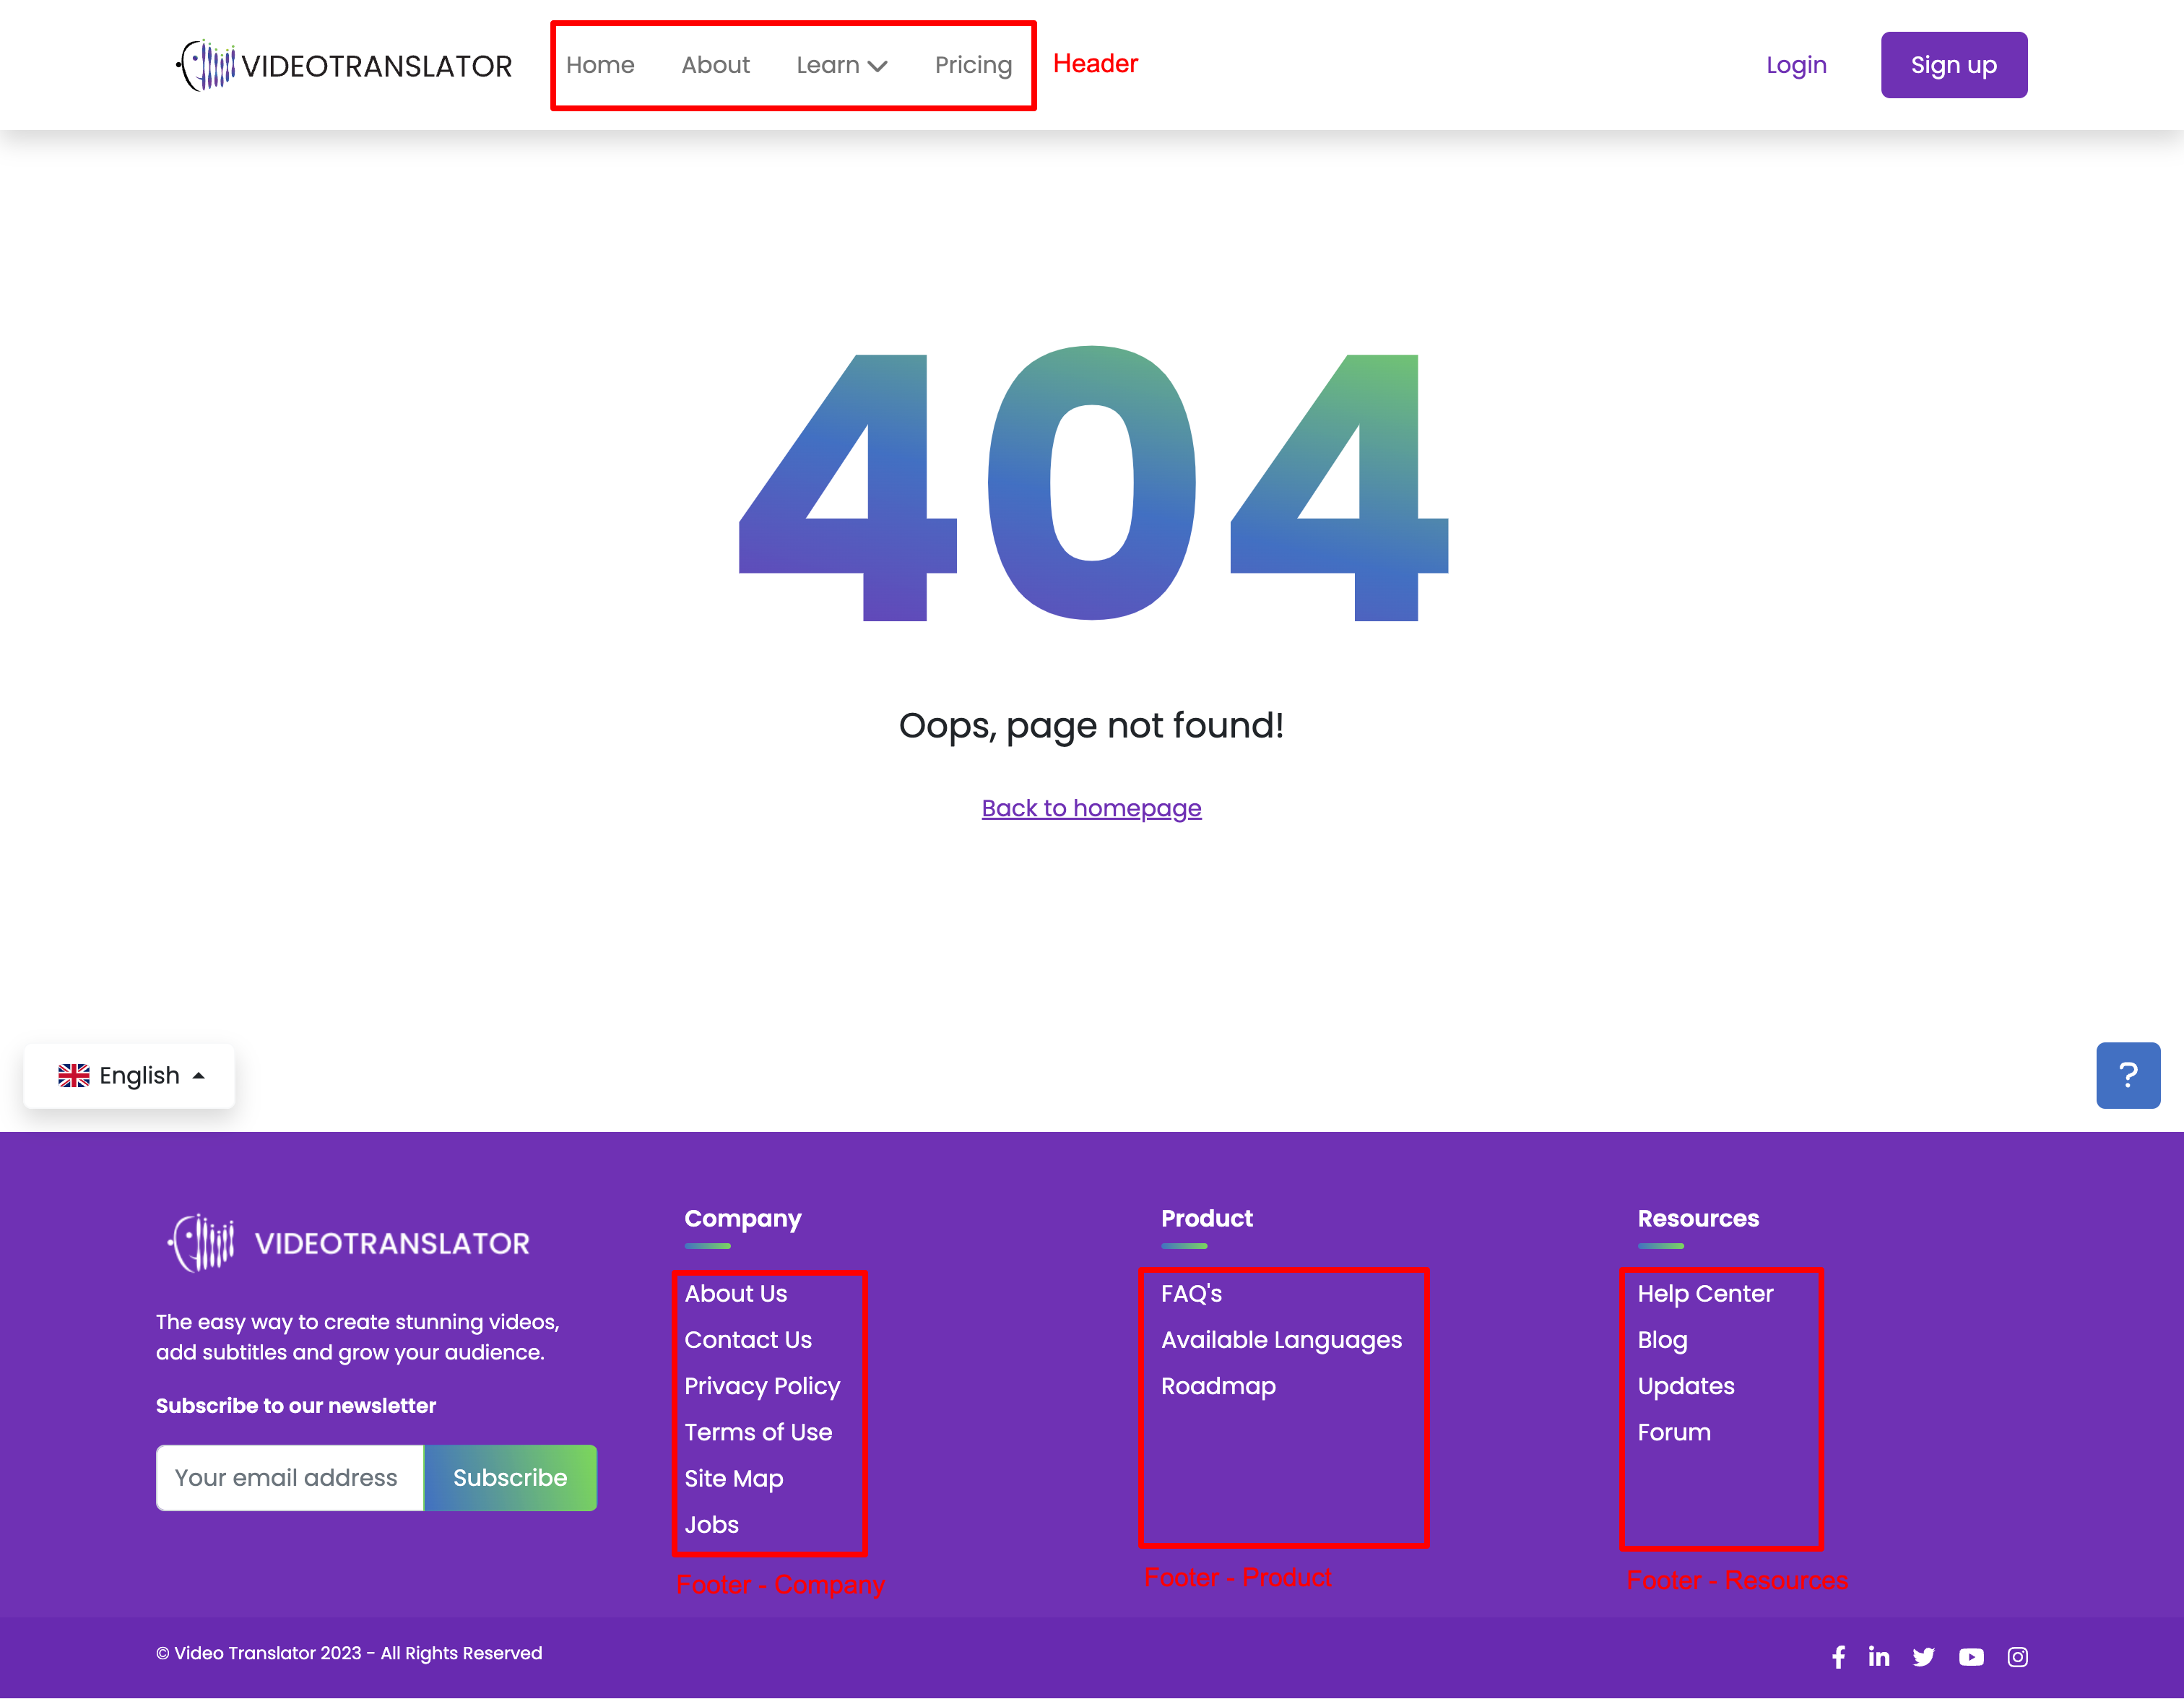 VIDEOTRANSLATOR Home About Learn Pricing Header Login Sign up
404
Oops, page not found!
Back to homepage
English ?
VIDEOTRANSLATOR
The easy way to create stunning videos,
add subtitles and grow your audience.
Subscribe to our newsletter
Your email address Subscribe
Company
About Us
Contact Us
Privacy Policy
Terms of Use
Site Map
Jobs
Footer - Company
Product
FAQ's
Available Languages
Roadmap
Footer - Product
Resources
Help Center
Blog
Updates
Forum
Footer - Resources
© Video Translator 2023 - All Rights Reserved